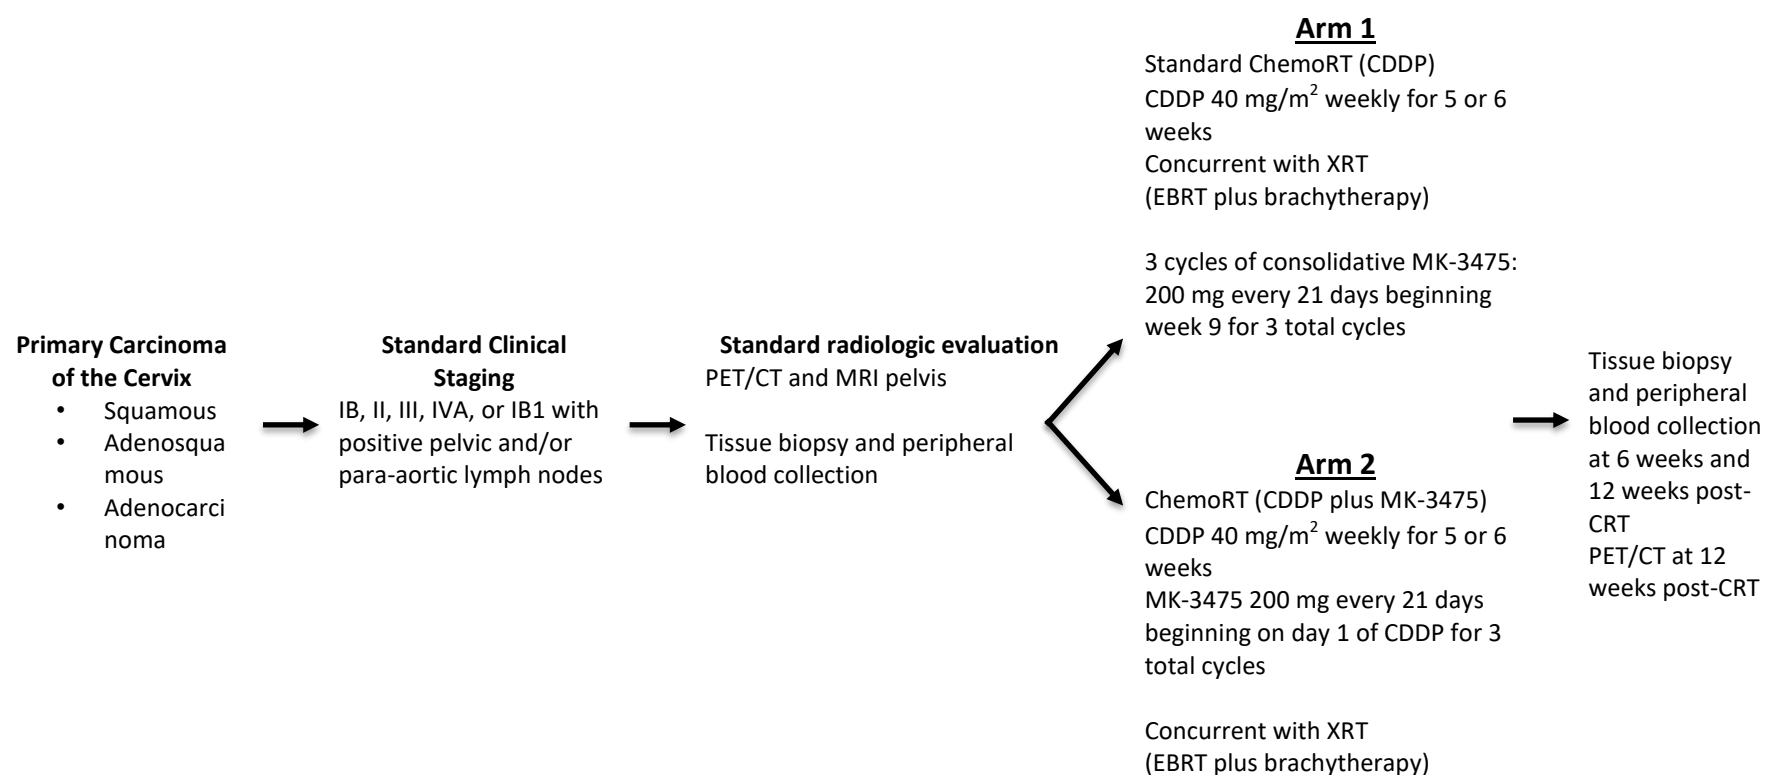 Primary Carcinoma
of the Cervix
• Squamous
• Adenosqua
mous
• Adenocarci
noma
Standard Clinical
Staging
IB, II, III, IVA, or IB1 with
positive pelvic and/or
para-aortic lymph nodes
Standard radiologic evaluation
PET/CT and MRI pelvis
Tissue biopsy and peripheral
blood collection
Arm 1
Standard ChemoRT (CDDP)
CDDP 40 mg/m² weekly for 5 or 6
weeks
Concurrent with XRT
(EBRT plus brachytherapy)
3 cycles of consolidative MK-3475:
200 mg every 21 days beginning
week 9 for 3 total cycles
Arm 2
ChemoRT (CDDP plus MK-3475)
CDDP 40 mg/m² weekly for 5 or 6
weeks
MK-3475 200 mg every 21 days
beginning on day 1 of CDDP for 3
total cycles
Concurrent with XRT
(EBRT plus brachytherapy)
Tissue biopsy
and peripheral
blood collection
at 6 weeks and
12 weeks post-
CRT
PET/CT at 12
weeks post-CRT